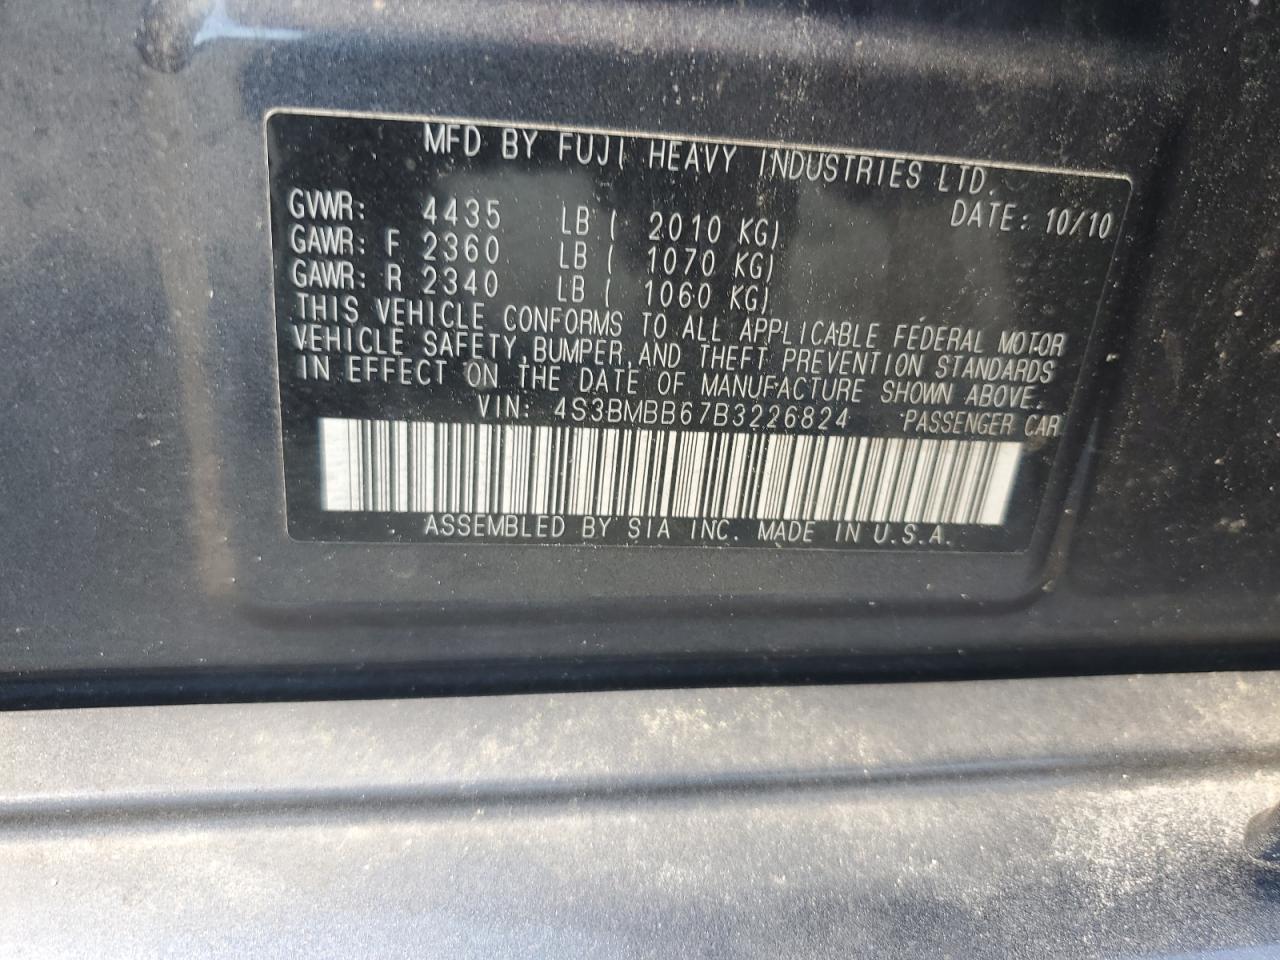 MFD BY FUJI HEAVY INDUSTRIES LTD.
DATE: 10/10
GVWR: 4435 LB ( 2010 KG)
GAWR: F 2360 LB ( 1070 KG)
GAWR: R 2340 LB ( 1060 KG)
THIS VEHICLE CONFORMS TO ALL APPLICABLE FEDERAL MOTOR
VEHICLE SAFETY, BUMPER AND THEFT PREVENTION STANDARDS
IN EFFECT ON THE DATE OF MANUFACTURE SHOWN ABOVE.
VIN: 4S3BMBB67B3226824 PASSENGER CAR
ASSEMBLED BY SIA INC. MADE IN U.S.A.